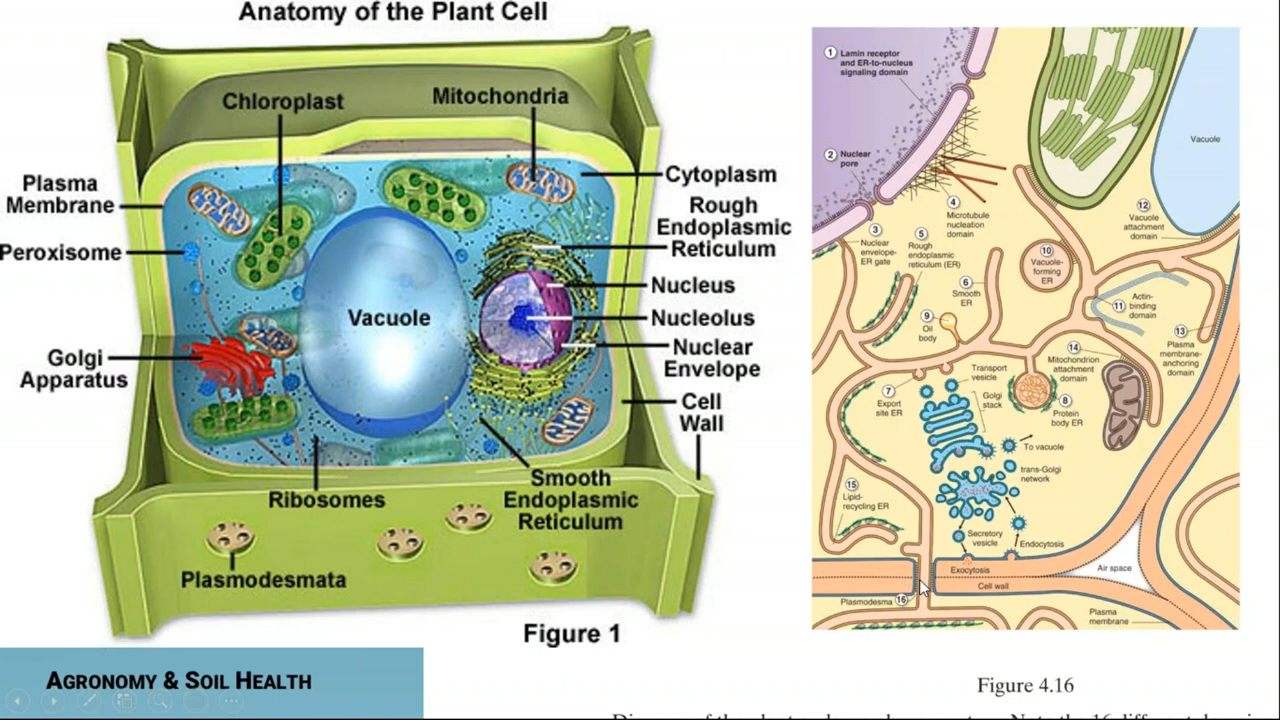 Anatomy of the Plant Cell
Chloroplast
Mitochondria
Plasma
Membrane
Cytoplasm
Rough
Endoplasmic
Reticulum
Peroxisome
Nucleus
Vacuole
Nucleolus
Nuclear
Envelope
Golgi
Apparatus
Cell
Wall
Ribosomes
Smooth
Endoplasmic
Reticulum
Plasmodesmata
Figure 1
AGRONOMY & SOIL HEALTH
1 Lamin receptor
and ER-to-nucleus
signaling domain
2 Nuclear
pore
Vacuole
3
Nuclear
envelope-
ER gate
4
Microtubule
nucleation
domain
5
Rough
endoplasmic
reticulum (ER)
6
Smooth
ER
10
Vacuole-
forming
ER
12
Vacuole
attachment
domain
11 Actin-
binding
domain
9
Oil
body
13
Plasma
membrane-
anchoring
domain
14
Mitochondrion
attachment
domain
7
Export
site ER
Transport
vesicle
Golgi
stack
8
Protein
body ER
To vacuole
trans-Golgi
network
15
Lipid-
recycling ER
Secretory
vesicle
Endocytosis
Exocytosis
Cell wall
Air space
Plasmodesma 16
Plasma
membrane
Figure 4.16